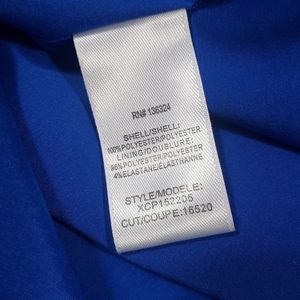 RN# 136324
SHELL/SHELL:
100%POLYESTER/POLYESTER
LINING/DOUBLURE:
96%POLYESTER/POLYESTER
4%ELASTANE/ELASTHANNE
STYLE/MODELE:
XCP152205
CUT/COUPE:16520